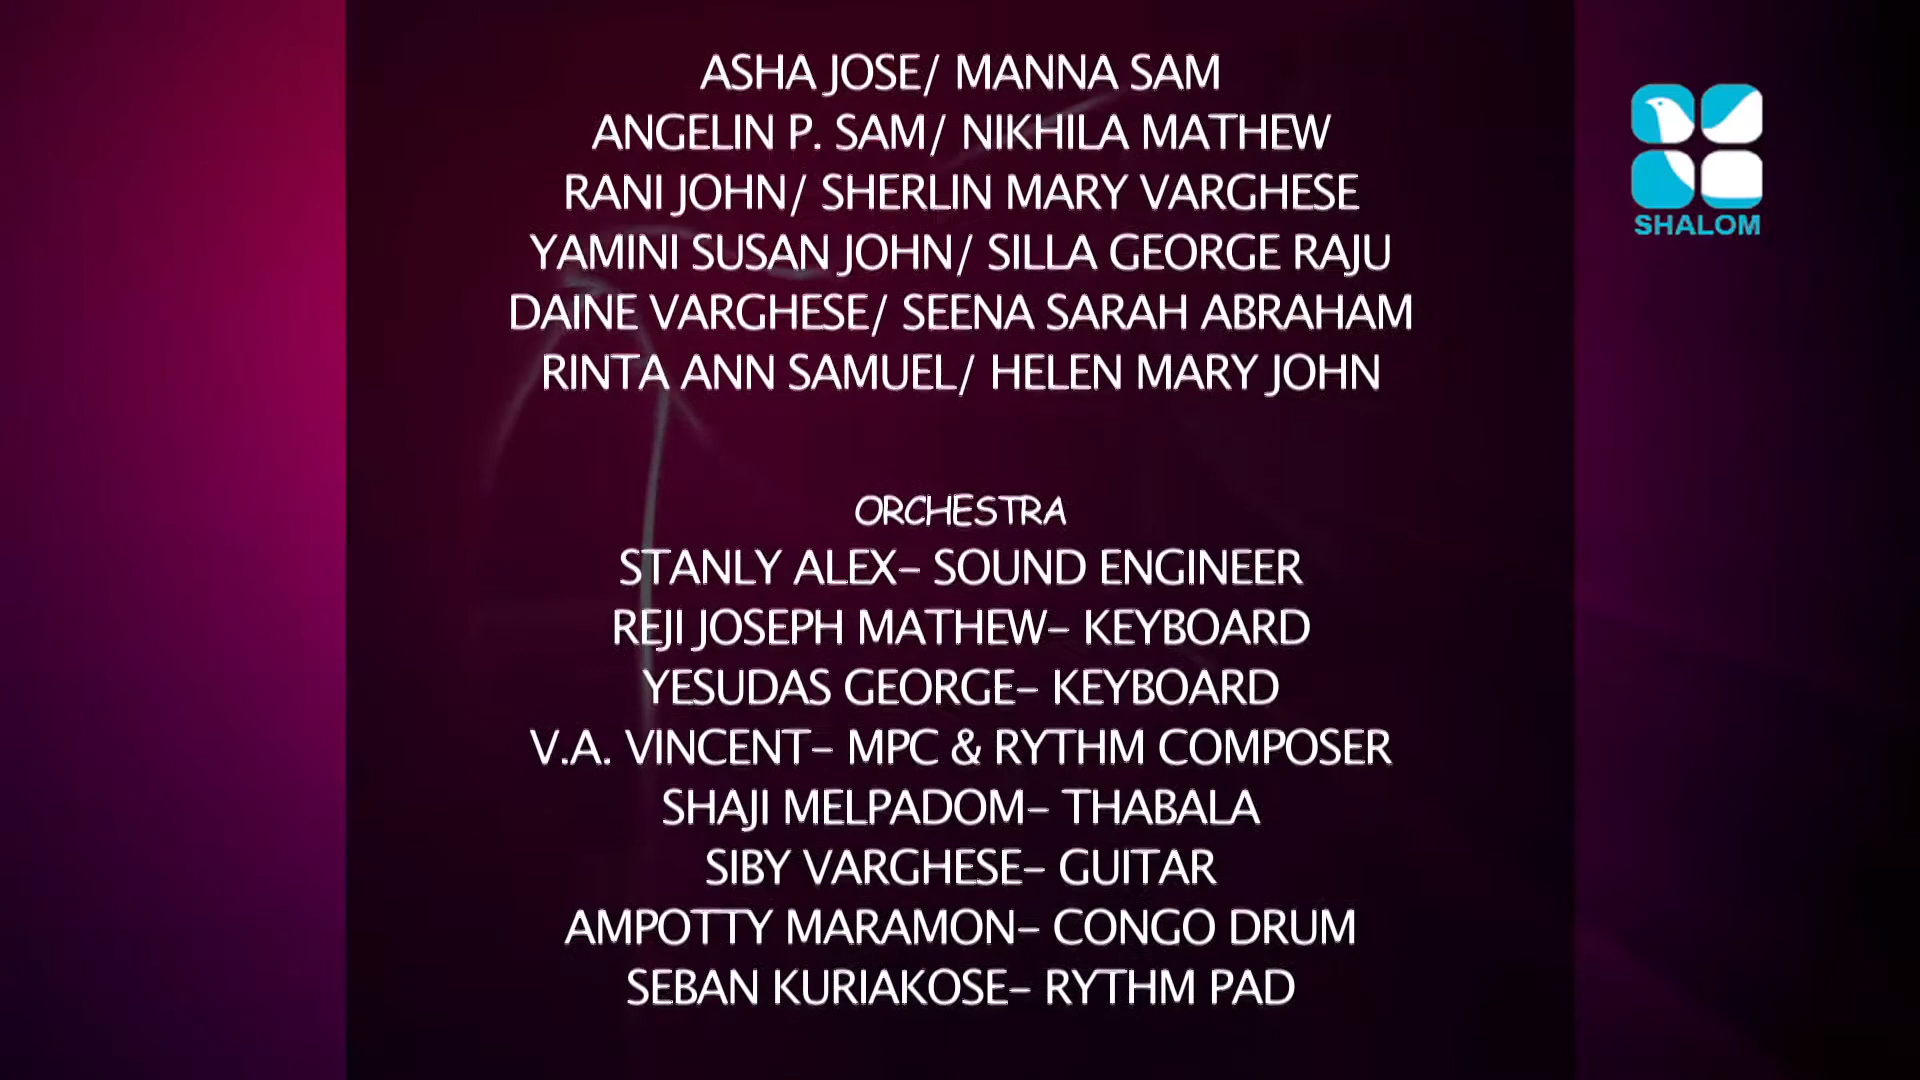 ASHA JOSE/ MANNA SAM
ANGELIN P. SAM/ NIKHILA MATHEW
RANI JOHN/ SHERLIN MARY VARGHESE
YAMINI SUSAN JOHN/ SILLA GEORGE RAJU
DAINE VARGHESE/ SEENA SARAH ABRAHAM
RINTA ANN SAMUEL/ HELEN MARY JOHN
SHALOM
ORCHESTRA
STANLY ALEX- SOUND ENGINEER
REJI JOSEPH MATHEW- KEYBOARD
YESUDAS GEORGE- KEYBOARD
V.A. VINCENT- MPC & RYTHM COMPOSER
SHAJI MELPADOM- THABALA
SIBY VARGHESE- GUITAR
AMPOTTY MARAMON- CONGO DRUM
SEBAN KURIAKOSE- RYTHM PAD